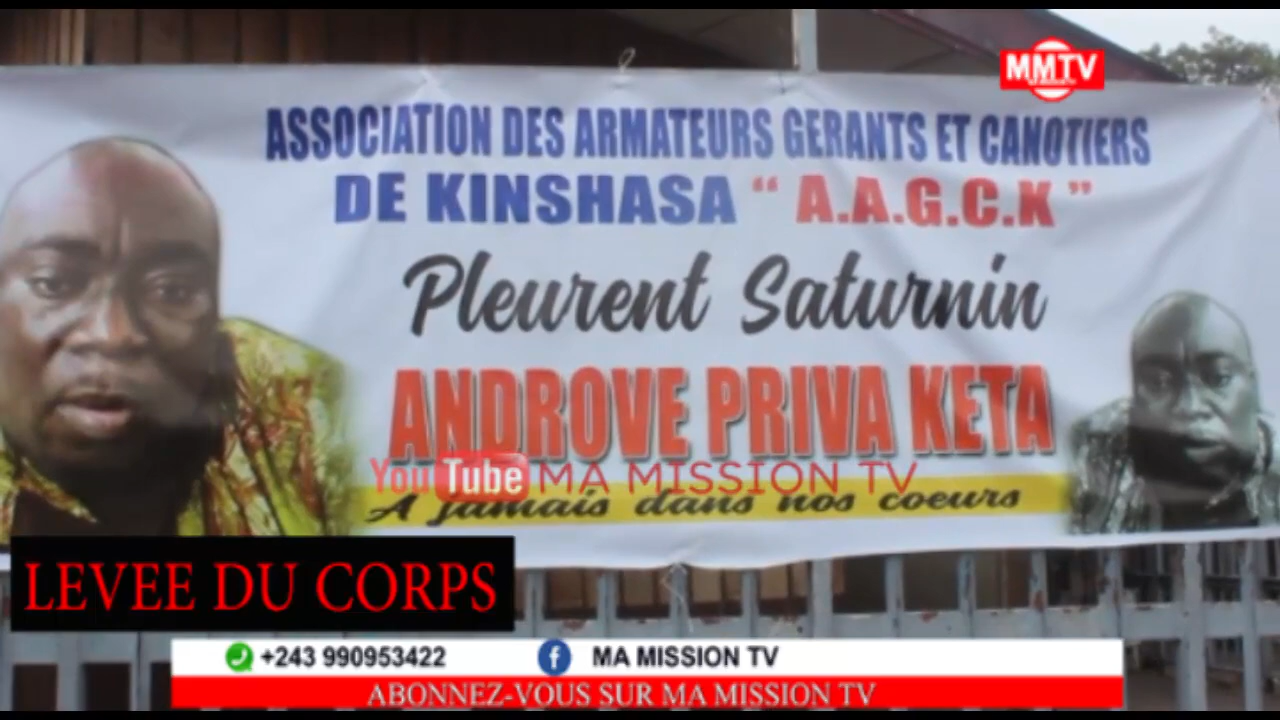 MMTV
ASSOCIATION DES ARMATEURS GERANTS ET CANOTIERS
DE KINSHASA “ A.A.G.C.K ”
Pleurent Saturnin
ANDROVE PRIVA KETA
YouTube MA MISSION TV
A jamais dans nos coeurs
LEVEE DU CORPS
+243 990953422 MA MISSION TV
ABONNEZ-VOUS SUR MA MISSION TV